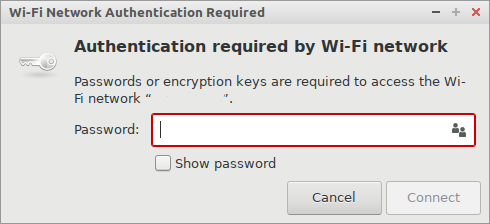 Wi-Fi Network Authentication Required
Authentication required by Wi-Fi network
Passwords or encryption keys are required to access the Wi-
Fi network “ ”.
Password:
Show password
Cancel
Connect